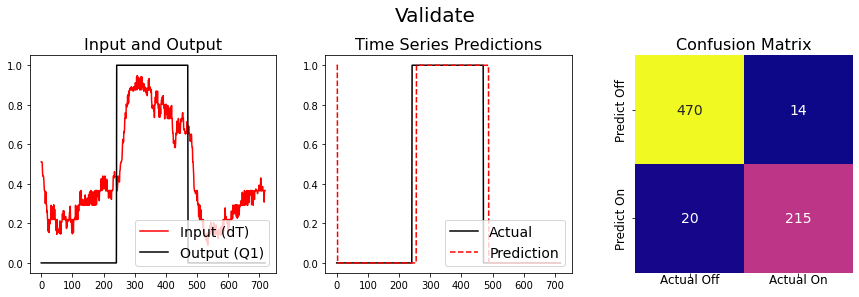 Validate
Input and Output
1.0
0.8
0.6
0.4
0.2
0.0
0 100 200 300 400 500 600 700
Input (dT)
Output (Q1)
Time Series Predictions
1.0
0.8
0.6
0.4
0.2
0.0
0 100 200 300 400 500 600 700
Actual
Prediction
Confusion Matrix
Predict Off
470 14
Predict On
20 215
Actual Off Actual On